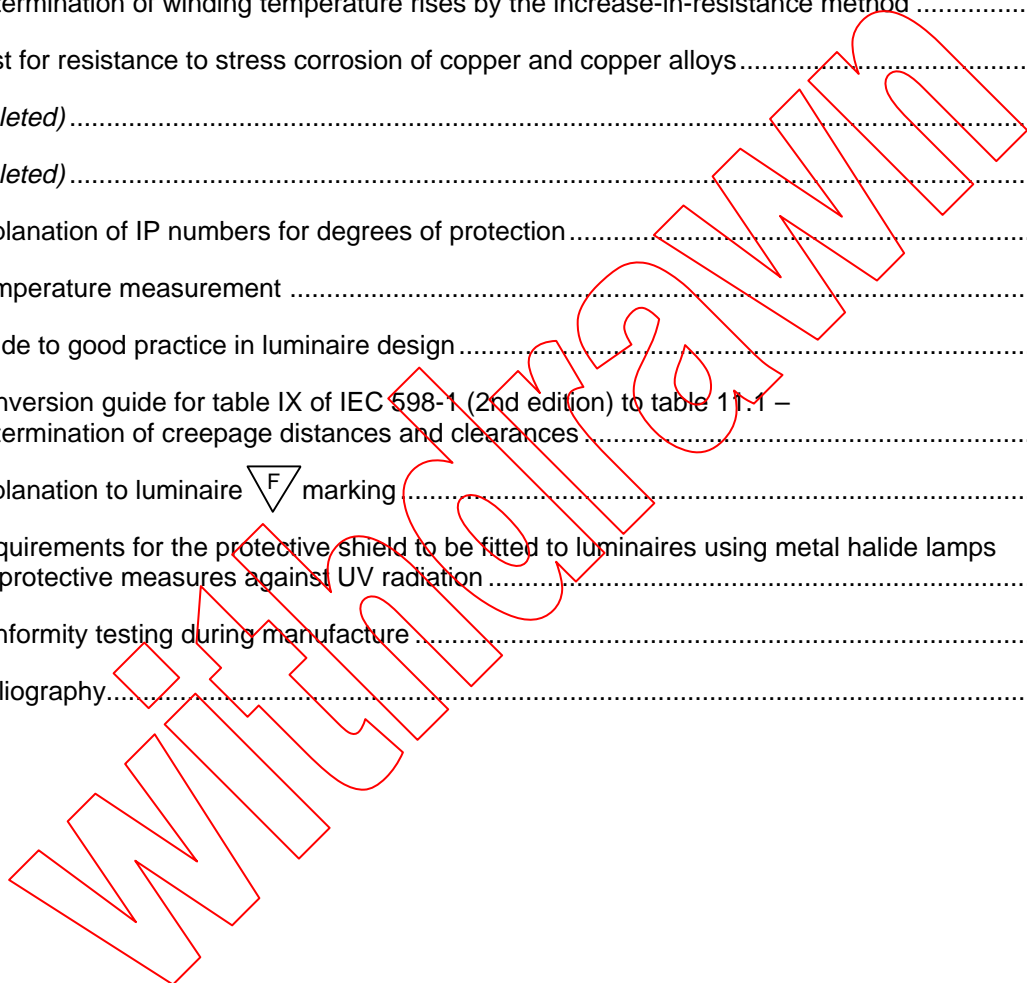 termination of winding temperature rises by the increase-in-resistance method ...............
st for resistance to stress corrosion of copper and copper alloys.......................................
leted)....................................................................................................................................
leted)....................................................................................................................................
planation of IP numbers for degrees of protection...............................................................
mperature measurement .....................................................................................................
ide to good practice in luminaire design..............................................................................
nversion guide for table IX of IEC 598-1 (2nd edition) to table 11.1 –
termination of creepage distances and clearances.............................................................
planation to luminaire F marking.....................................................................................
quirements for the protective shield to be fitted to luminaires using metal halide lamps
protective measures against UV radiation..........................................................................
nformity testing during manufacture....................................................................................
liography.............................................................................................................................
withdrawn